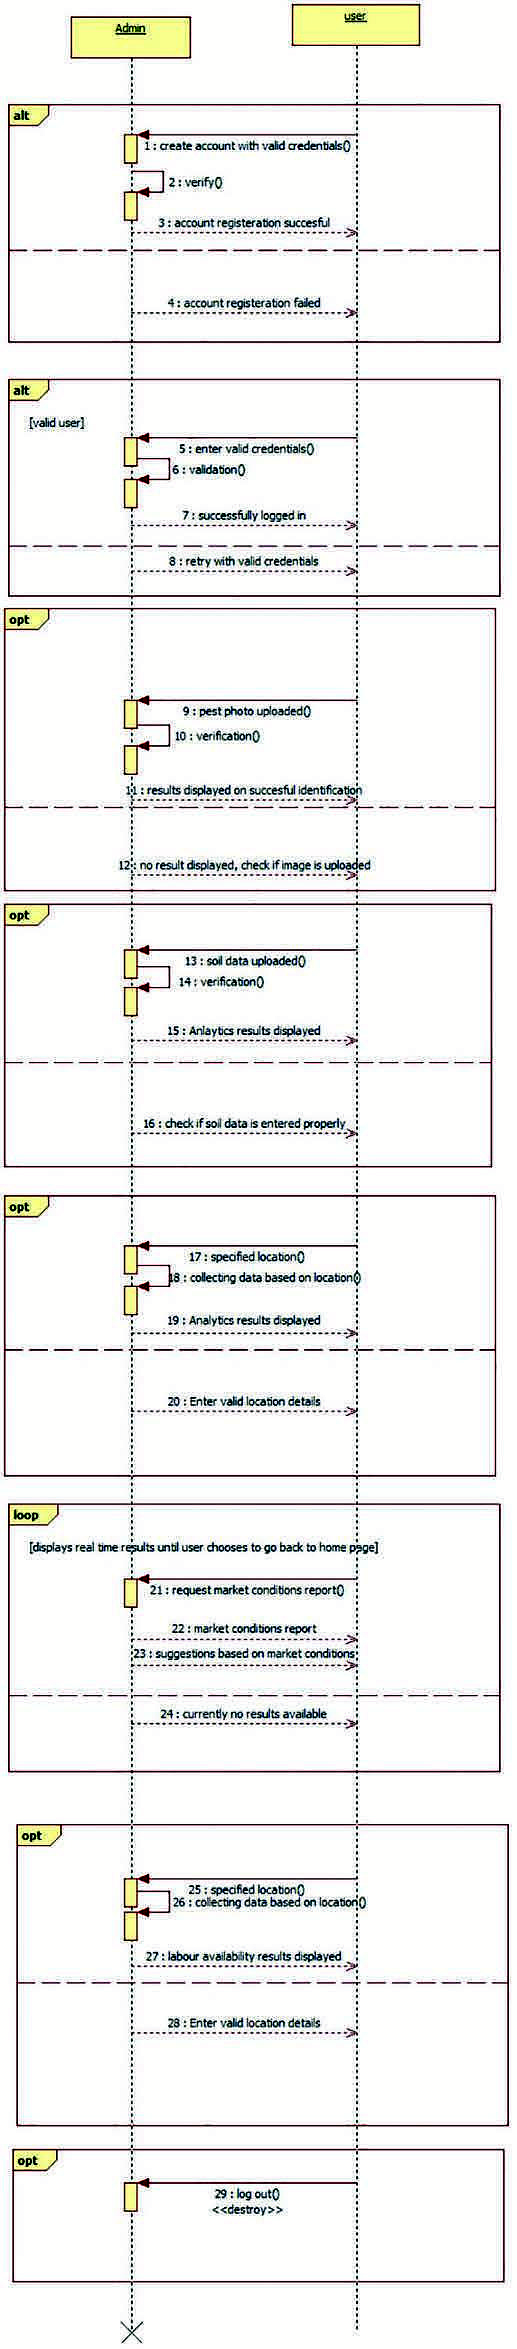 Admin
user
alt
1 : create account with valid credentials()
2 : verify()
3 : account registeration succesful
4 : account registeration failed
alt
[valid user]
5 : enter valid credentials()
6 : validation()
7 : successfully logged in
8 : retry with valid credentials
opt
9 : pest photo uploaded()
10 : verification()
11 : results displayed on succesful identification
12 : no result displayed, check if image is uploaded
opt
13 : soil data uploaded()
14 : verification()
15 : Anlaytics results displayed
16 : check if soil data is entered properly
opt
17 : specified location()
18 : collecting data based on location()
19 : Analytics results displayed
20 : Enter valid location details
loop
[displays real time results until user chooses to go back to home page]
21 : request market conditions report()
22 : market conditions report
23 : suggestions based on market conditions
24 : currently no results available
opt
25 : specified location()
26 : collecting data based on location()
27 : labour availability results displayed
28 : Enter valid location details
opt
29 : log out()
<<destroy>>